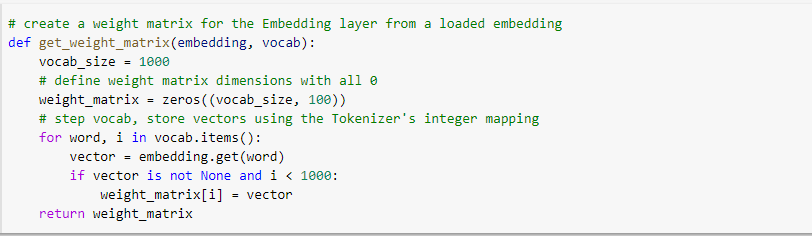 # create a weight matrix for the Embedding layer from a loaded embedding
def get_weight_matrix(embedding, vocab):
    vocab_size = 1000
    # define weight matrix dimensions with all 0
    weight_matrix = zeros((vocab_size, 100))
    # step vocab, store vectors using the Tokenizer's integer mapping
    for word, i in vocab.items():
        vector = embedding.get(word)
        if vector is not None and i < 1000:
            weight_matrix[i] = vector
    return weight_matrix